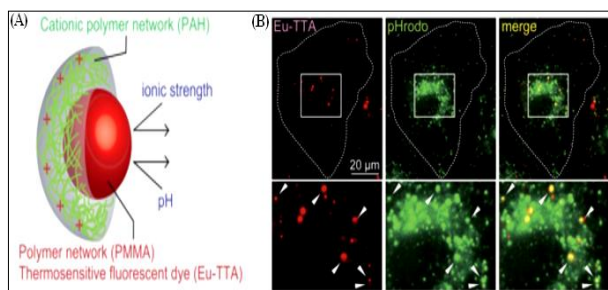 (A)
Cationic polymer network (PAH)
ionic strength
pH
Polymer network (PMMA)
Thermosensitive fluorescent dye (Eu-TTA)
(B)
Eu-TTA
pHrodo
merge
20 μm